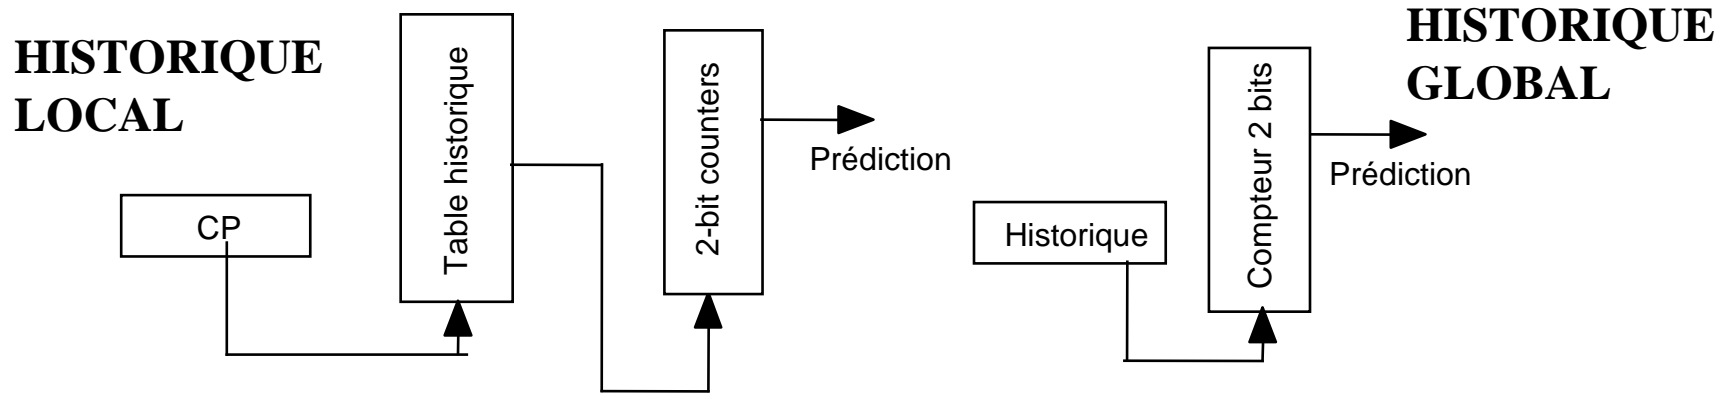 HISTORIQUE
LOCAL
CP
Table historique
2-bit counters
Prédiction
HISTORIQUE
GLOBAL
Historique
Compteur 2 bits
Prédiction